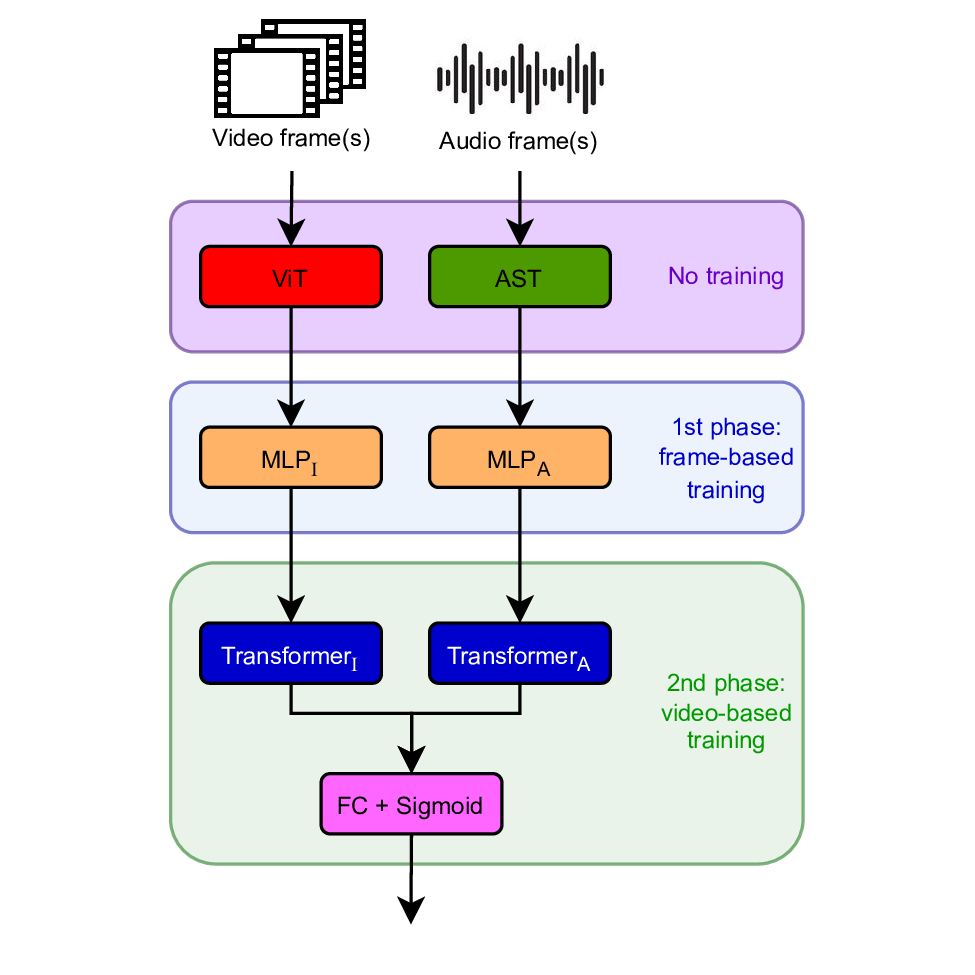 Video frame(s)
Audio frame(s)
ViT
AST
No training
MLP_I
MLP_A
1st phase:
frame-based
training
Transformer_I
Transformer_A
2nd phase:
video-based
training
FC + Sigmoid